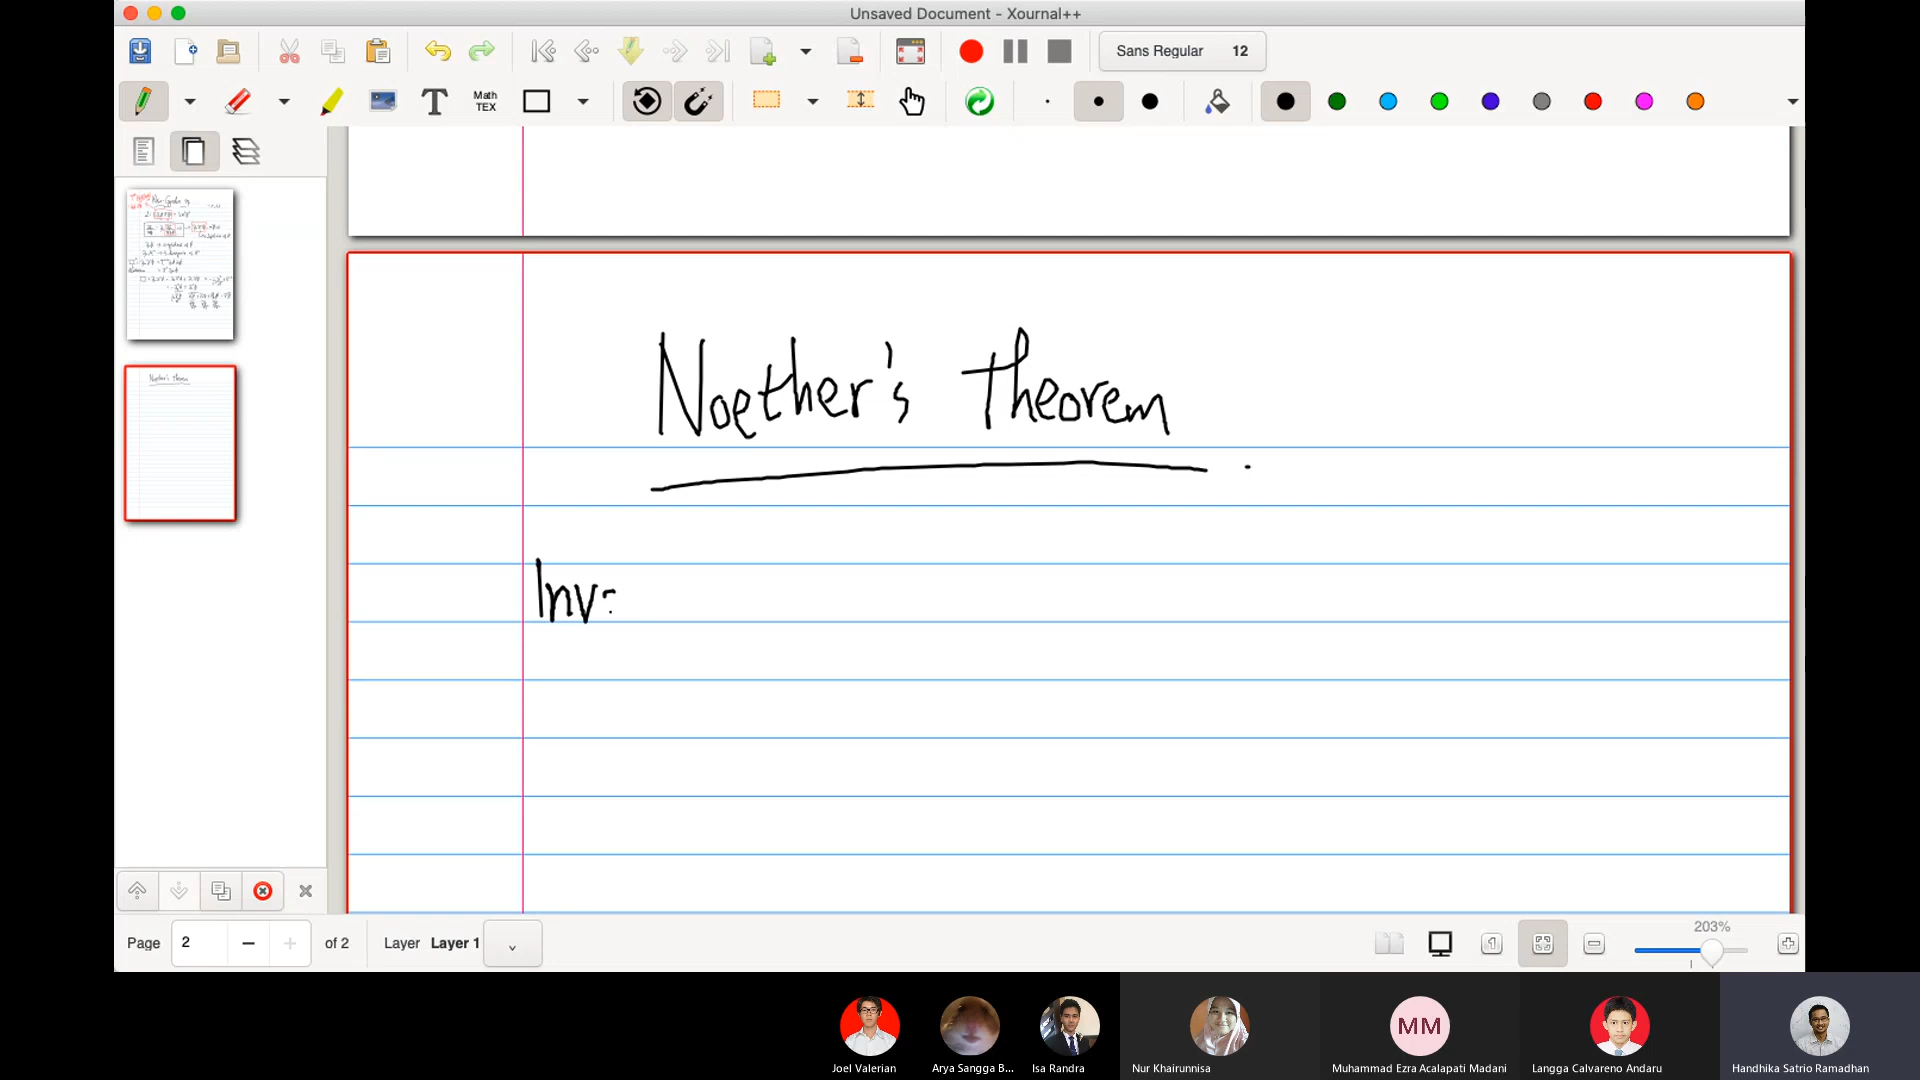 Unsaved Document - Xournal++
Sans Regular 12
Math
TEX
Noether's Theorem
Inv
Page 2 of 2 Layer Layer 1
203%
MM
Joel Valerian Arya Sangga B... Isa Randra Nur Khairunnisa Muhammad Ezra Acalapati Madani Langga Calvareno Andaru Handhika Satrio Ramadhan